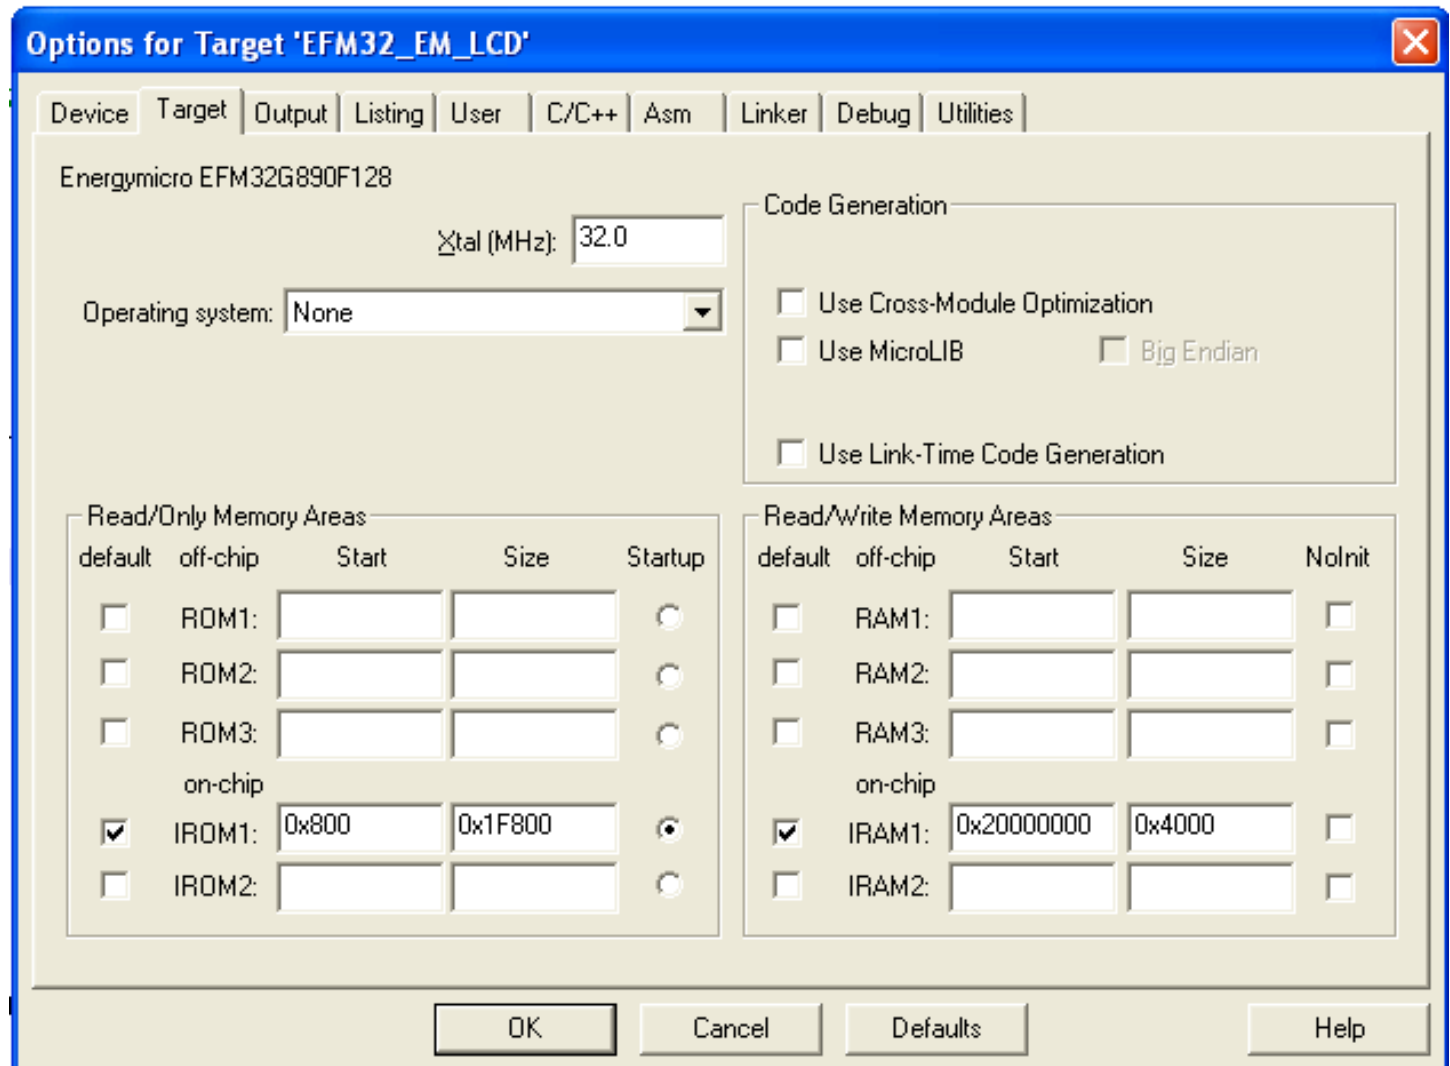 Options for Target 'EFM32_EM_LCD'
Device Target Output Listing User C/C++ Asm Linker Debug Utilities
Energymicro EFM32G890F128
Xtal (MHz): 32.0
Operating system: None
Code Generation
Use Cross-Module Optimization
Use MicroLIB Big Endian
Use Link-Time Code Generation
Read/Only Memory Areas
default off-chip Start Size Startup
ROM1:
ROM2:
ROM3:
on-chip
IROM1: 0x800 0x1F800
IROM2:
Read/Write Memory Areas
default off-chip Start Size NoInit
RAM1:
RAM2:
RAM3:
on-chip
IRAM1: 0x20000000 0x4000
IRAM2:
OK Cancel Defaults Help